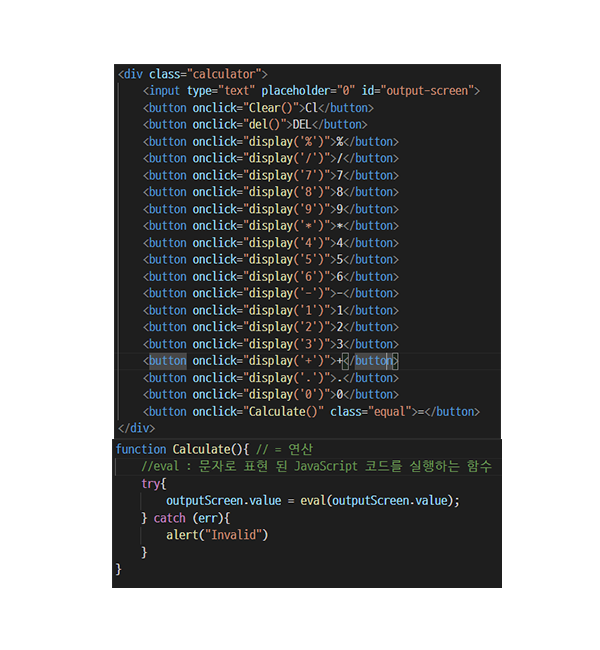 <div class="calculator">
<input type="text" placeholder="0" id="output-screen">
<button onclick="Clear()">Cl</button>
<button onclick="del()">DEL</button>
<button onclick="display('%')">%</button>
<button onclick="display('/')">/</button>
<button onclick="display('7')">7</button>
<button onclick="display('8')">8</button>
<button onclick="display('9')">9</button>
<button onclick="display('*')">*</button>
<button onclick="display('4')">4</button>
<button onclick="display('5')">5</button>
<button onclick="display('6')">6</button>
<button onclick="display('-')">-</button>
<button onclick="display('1')">1</button>
<button onclick="display('2')">2</button>
<button onclick="display('3')">3</button>
<button onclick="display('+')">+</button>
<button onclick="display('.')">.</button>
<button onclick="display('0')">0</button>
<button onclick="Calculate()" class="equal">=</button>
</div>
function Calculate(){ // = 연산
//eval : 문자로 표현 된 JavaScript 코드를 실행하는 함수
try{
outputScreen.value = eval(outputScreen.value);
} catch (err){
alert("Invalid")
}
}